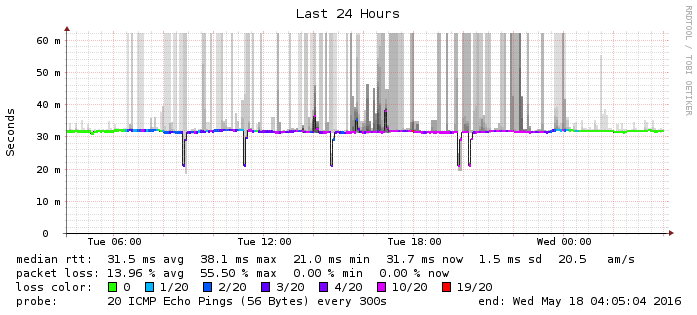 Last 24 Hours
RRDTOOL / TOBI OETIKER
Seconds
60 m
50 m
40 m
30 m
20 m
10 m
0
Tue 06:00 Tue 12:00 Tue 18:00 Wed 00:00
median rtt: 31.5 ms avg 38.1 ms max 21.0 ms min 31.7 ms now 1.5 ms sd 20.5 am/s
packet loss: 13.96 % avg 55.50 % max 0.00 % min 0.00 % now
loss color: 0 1/20 2/20 3/20 4/20 10/20 19/20
probe: 20 ICMP Echo Pings (56 Bytes) every 300s end: Wed May 18 04:05:04 2016